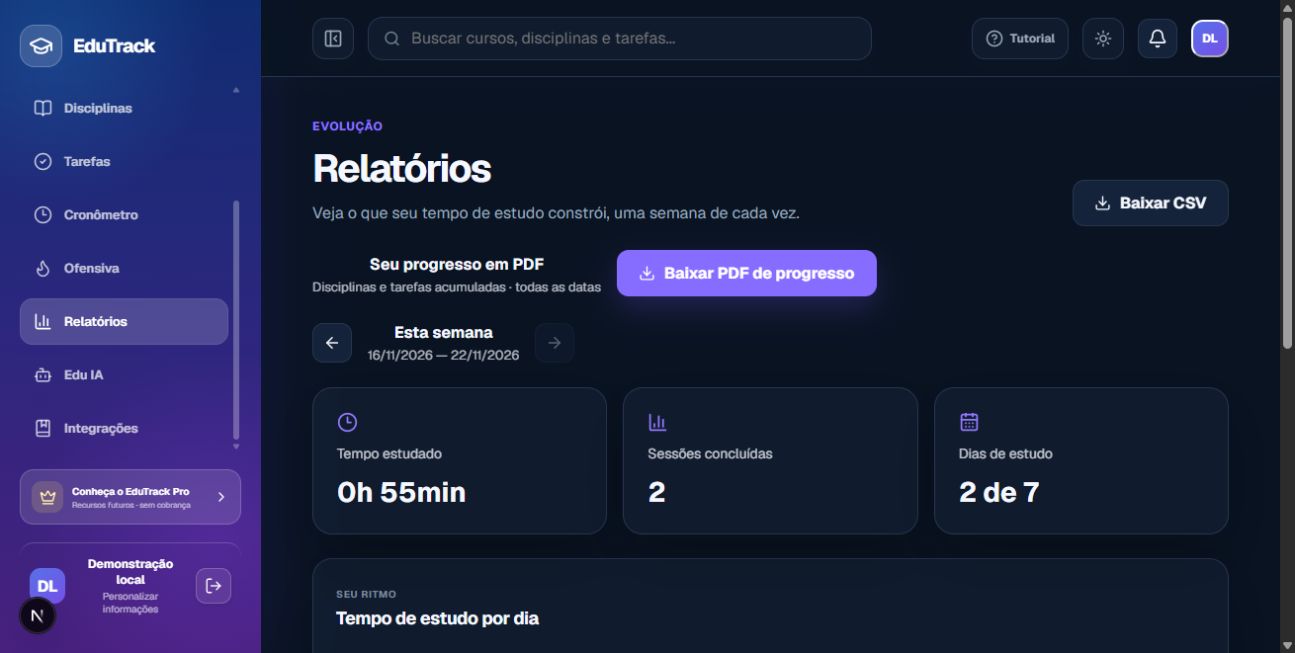 EduTrack
Disciplinas
Tarefas
Cronômetro
Ofensiva
Relatórios
Edu IA
Integrações
Conheça o EduTrack Pro
Recursos futuros · sem cobrança
DL
Demonstração
local
Personalizar
informações
N
Buscar cursos, disciplinas e tarefas...
Tutorial
DL
EVOLUÇÃO
Relatórios
Veja o que seu tempo de estudo constrói, uma semana de cada vez.
Baixar CSV
Seu progresso em PDF
Disciplinas e tarefas acumuladas · todas as datas
Baixar PDF de progresso
Esta semana
16/11/2026 — 22/11/2026
Tempo estudado
0h 55min
Sessões concluídas
2
Dias de estudo
2 de 7
SEU RITMO
Tempo de estudo por dia